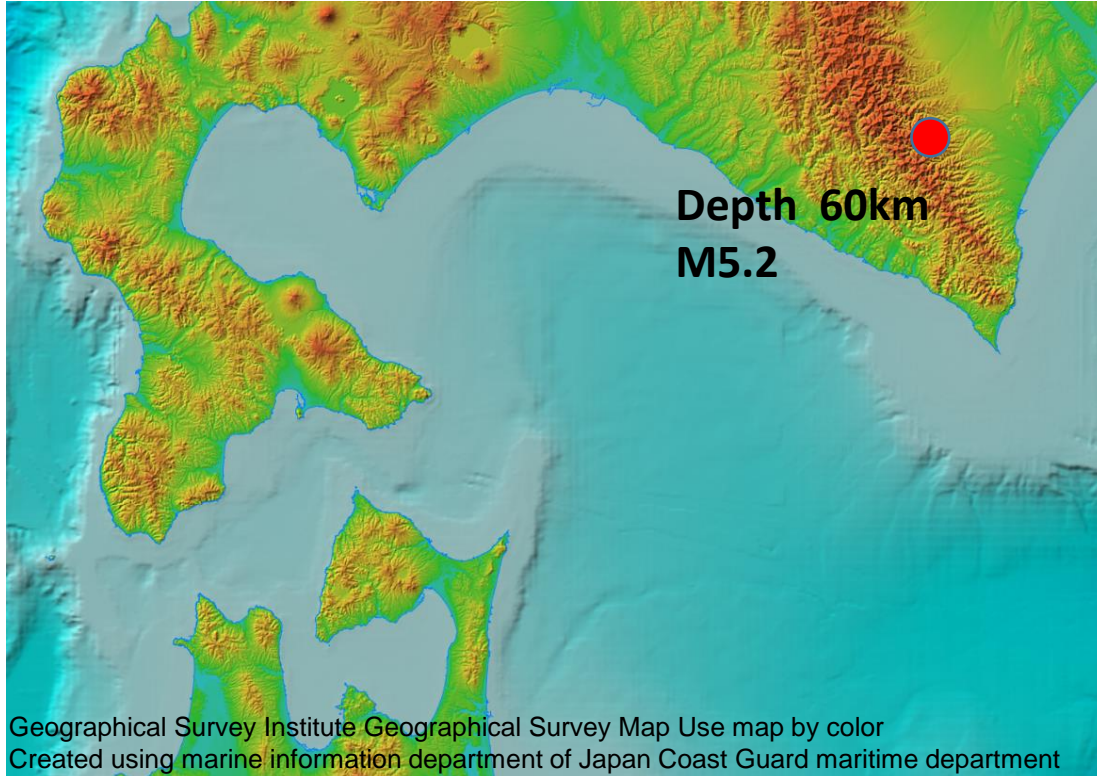 Depth 60km
M5.2
Geographical Survey Institute Geographical Survey Map Use map by color
Created using marine information department of Japan Coast Guard maritime department